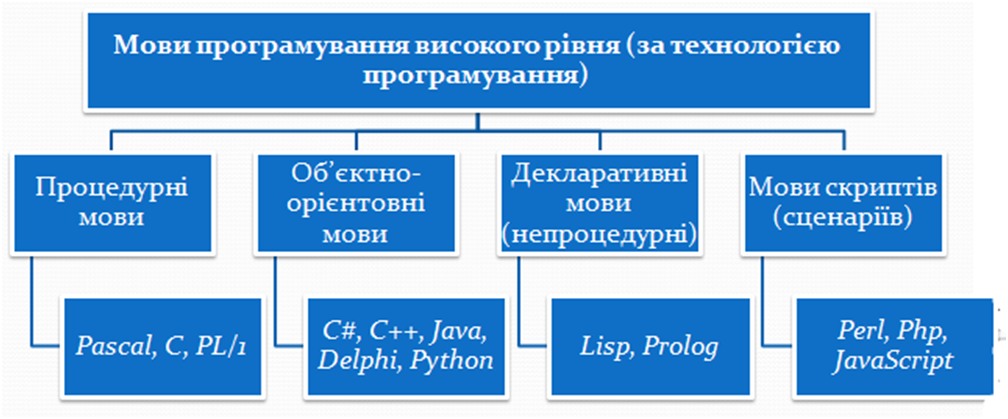 Мови програмування високого рівня (за технологією
програмування)
Процедурні
мови
Об’єктно-
орієнтовні
мови
Декларативні
мови
(непроцедурні)
Мови скриптів
(сценаріїв)
Pascal, C, PL/1
C#, C++, Java,
Delphi, Python
Lisp, Prolog
Perl, Php,
JavaScript